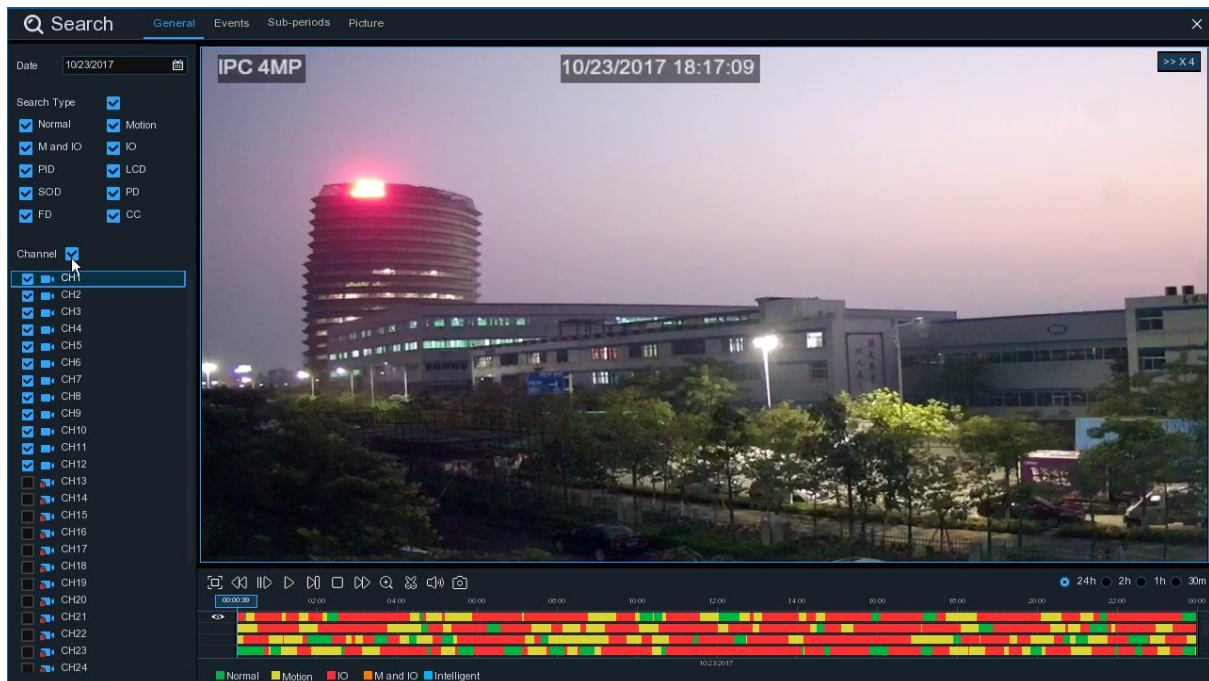 Search General Events Sub-periods Picture
Date 10/23/2017
Search Type
Normal Motion
M and IO IO
PID LCD
SOD PD
FD CC
Channel
CH1
CH2
CH3
CH4
CH5
CH6
CH7
CH8
CH9
CH10
CH11
CH12
CH13
CH14
CH15
CH16
CH17
CH18
CH19
CH20
CH21
CH22
CH23
CH24
IPC 4MP 10/23/2017 18:17:09 >> X 4
24h 2h 1h 30m
00:00:39 02:00 04:00 06:00 08:00 10:00 12:00 14:00 16:00 18:00 20:00 22:00 00:00
10/23/2017
Normal Motion IO M and IO Intelligent